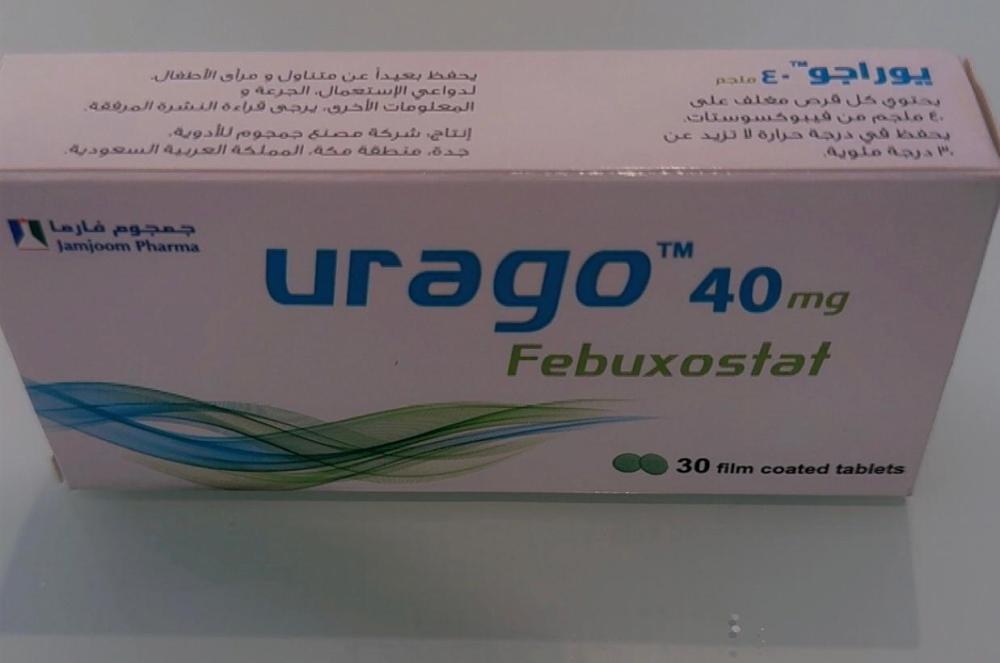 يوراجو™ ٤٠ ملجم
يحتوي كل قرص مغلف على
٤٠ ملجم من فيبوكسوستات.
يحفظ في درجة حرارة لا تزيد عن
٣٠ درجة مئوية.
يحفظ بعيداً عن متناول و مرأى الأطفال.
لدواعي الإستعمال، الجرعة و
المعلومات الأخرى، يرجى قراءة النشرة المرفقة.
إنتاج: شركة مصنع جمجوم للأدوية،
جدة، منطقة مكة، المملكة العربية السعودية.
جمجوم فارما
Jamjoom Pharma
urago™ 40 mg
Febuxostat
30 film coated tablets